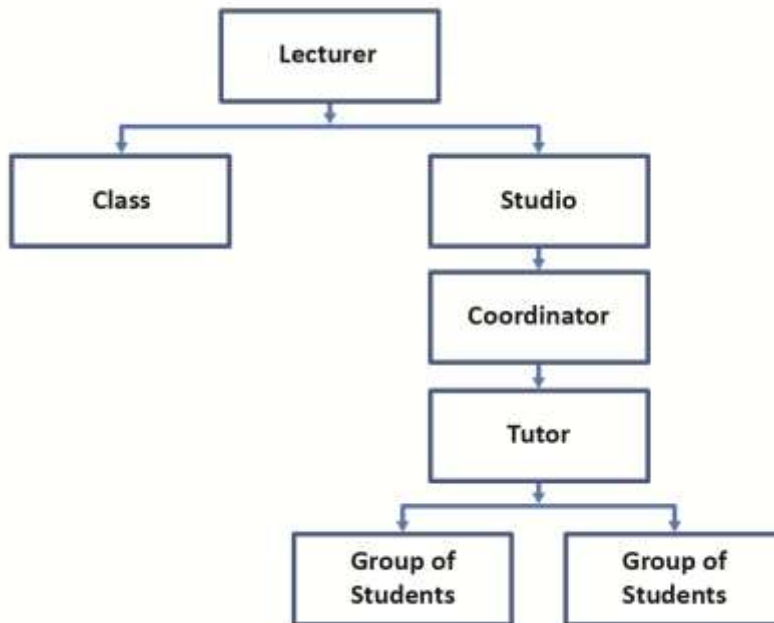 Lecturer
Class
Studio
Coordinator
Tutor
Group of
Students
Group of
Students